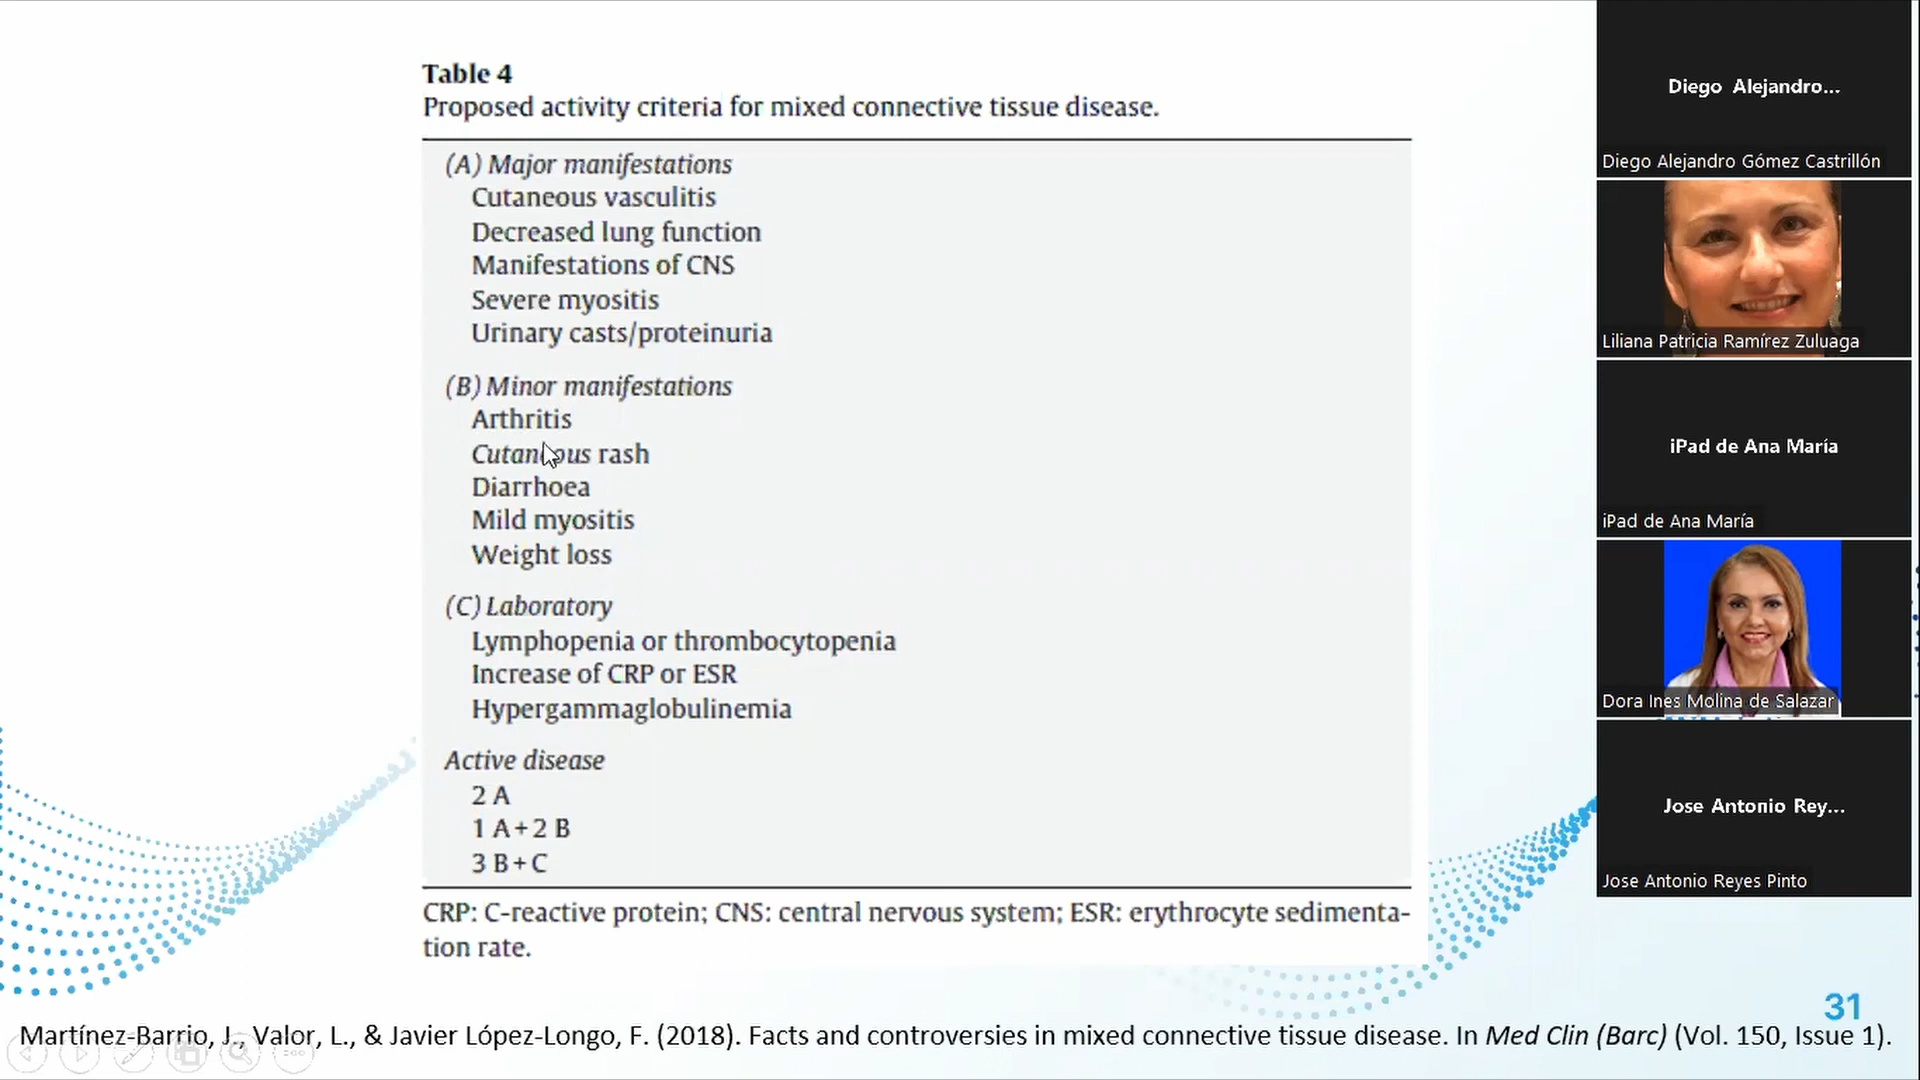 Table 4
Proposed activity criteria for mixed connective tissue disease.
(A) Major manifestations
Cutaneous vasculitis
Decreased lung function
Manifestations of CNS
Severe myositis
Urinary casts/proteinuria
(B) Minor manifestations
Arthritis
Cutaneous rash
Diarrhoea
Mild myositis
Weight loss
(C) Laboratory
Lymphopenia or thrombocytopenia
Increase of CRP or ESR
Hypergammaglobulinemia
Active disease
2 A
1 A+2 B
3 B+C
CRP: C-reactive protein; CNS: central nervous system; ESR: erythrocyte sedimenta-
tion rate.
31
Martínez-Barrio, J., Valor, L., & Javier López-Longo, F. (2018). Facts and controversies in mixed connective tissue disease. In Med Clin (Barc) (Vol. 150, Issue 1).
Diego Alejandro...
Diego Alejandro Gómez Castrillón
Liliana Patricia Ramírez Zuluaga
iPad de Ana María
iPad de Ana María
Dora Ines Molina de Salazar
Jose Antonio Rey...
Jose Antonio Reyes Pinto